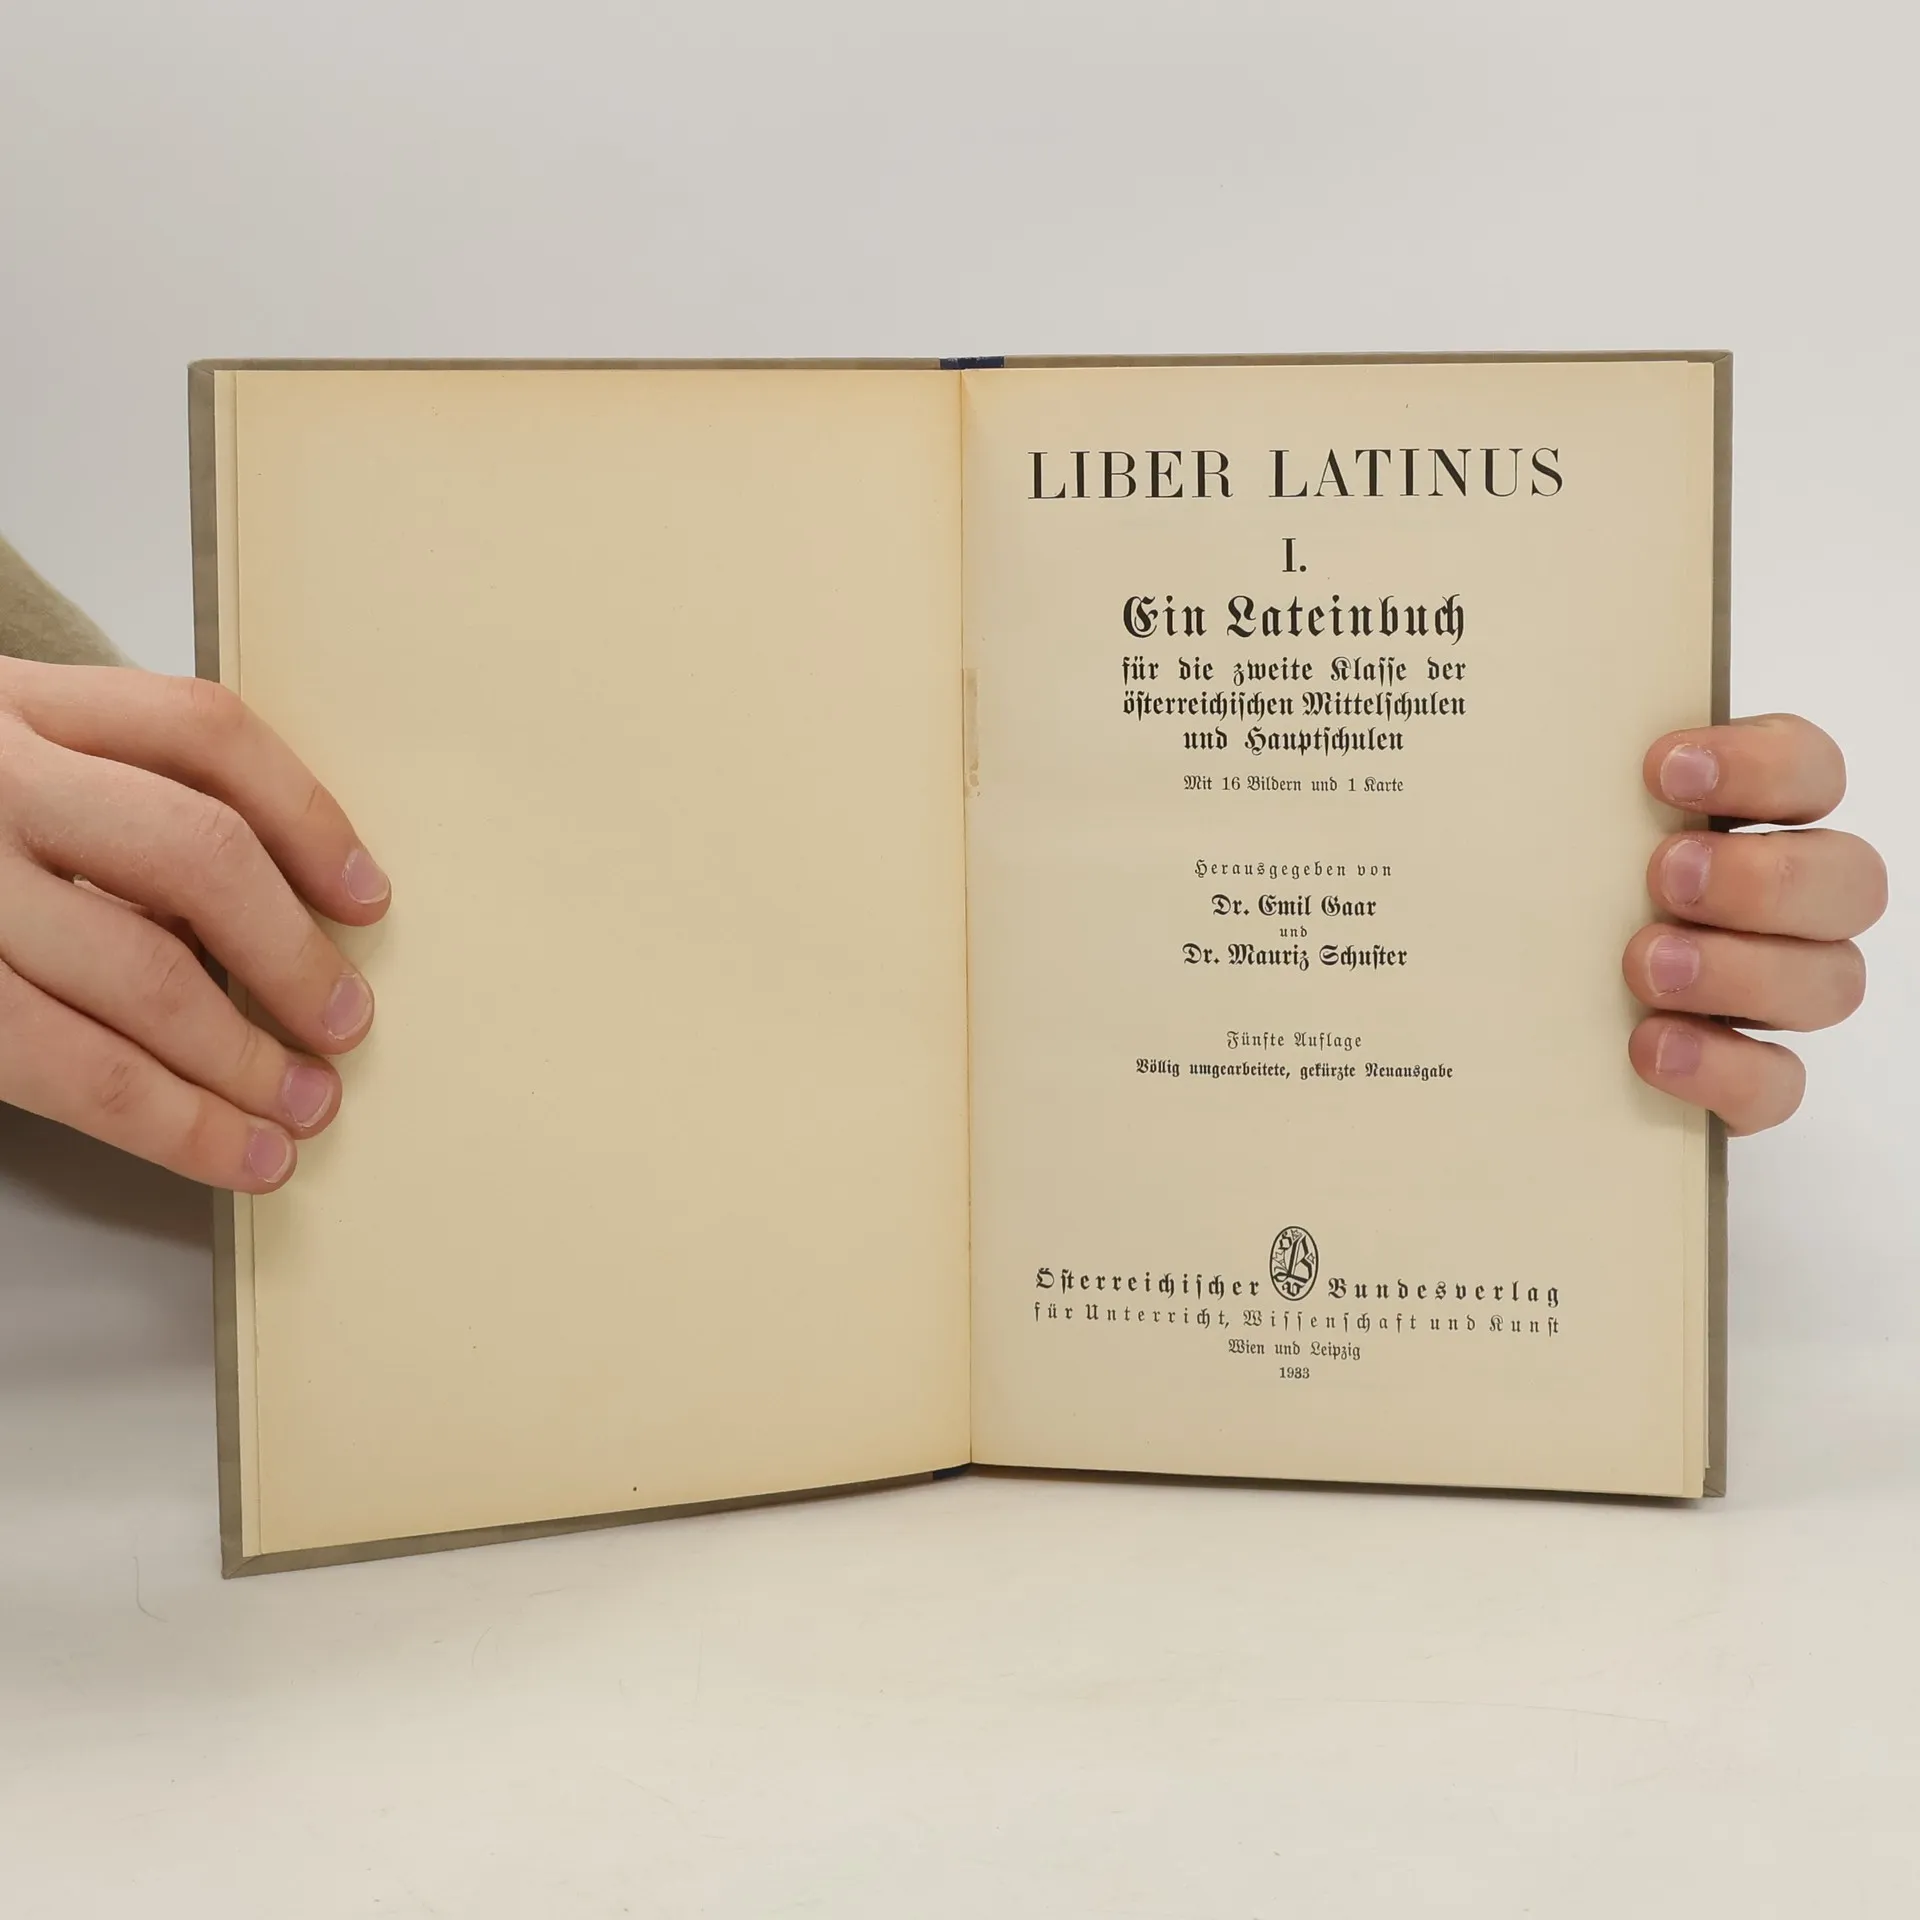 LIBER LATINUS
I.
Ein Lateinbuch
für die zweite Klasse der
österreichischen Mittelschulen
und Hauptschulen
Mit 16 Bildern und 1 Karte
Herausgegeben von
Dr. Emil Gaar
und
Dr. Mauriz Schuster
Fünfte Auflage
Völlig umgearbeitete, gekürzte Neuausgabe
Österreichischer Bundesverlag
für Unterricht, Wissenschaft und Kunst
Wien und Leipzig
1933